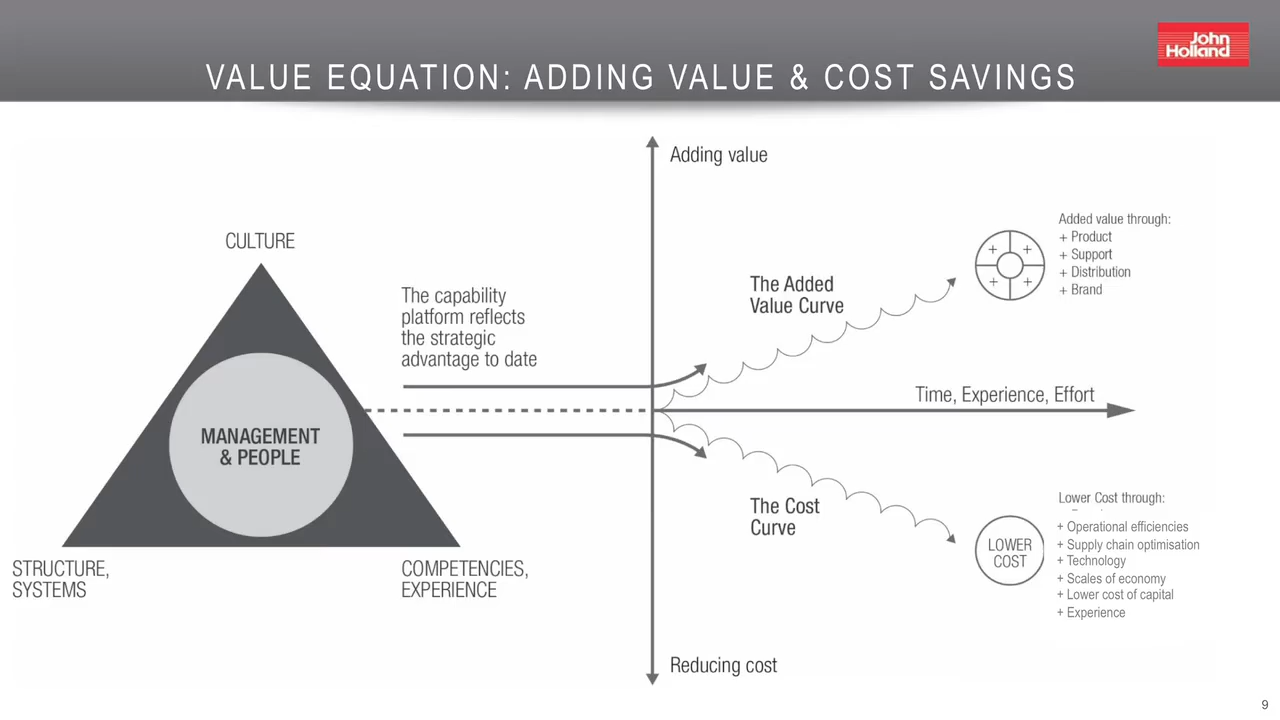 John
Holland
VALUE EQUATION: ADDING VALUE & COST SAVINGS
Adding value
CULTURE
The capability
platform reflects
the strategic
advantage to date
MANAGEMENT
& PEOPLE
STRUCTURE,
SYSTEMS
COMPETENCIES,
EXPERIENCE
The Added
Value Curve
Added value through:
+ Product
+ Support
+ Distribution
+ Brand
Time, Experience, Effort
The Cost
Curve
LOWER
COST
Lower Cost through:
+ Operational efficiencies
+ Supply chain optimisation
+ Technology
+ Scales of economy
+ Lower cost of capital
+ Experience
Reducing cost
9